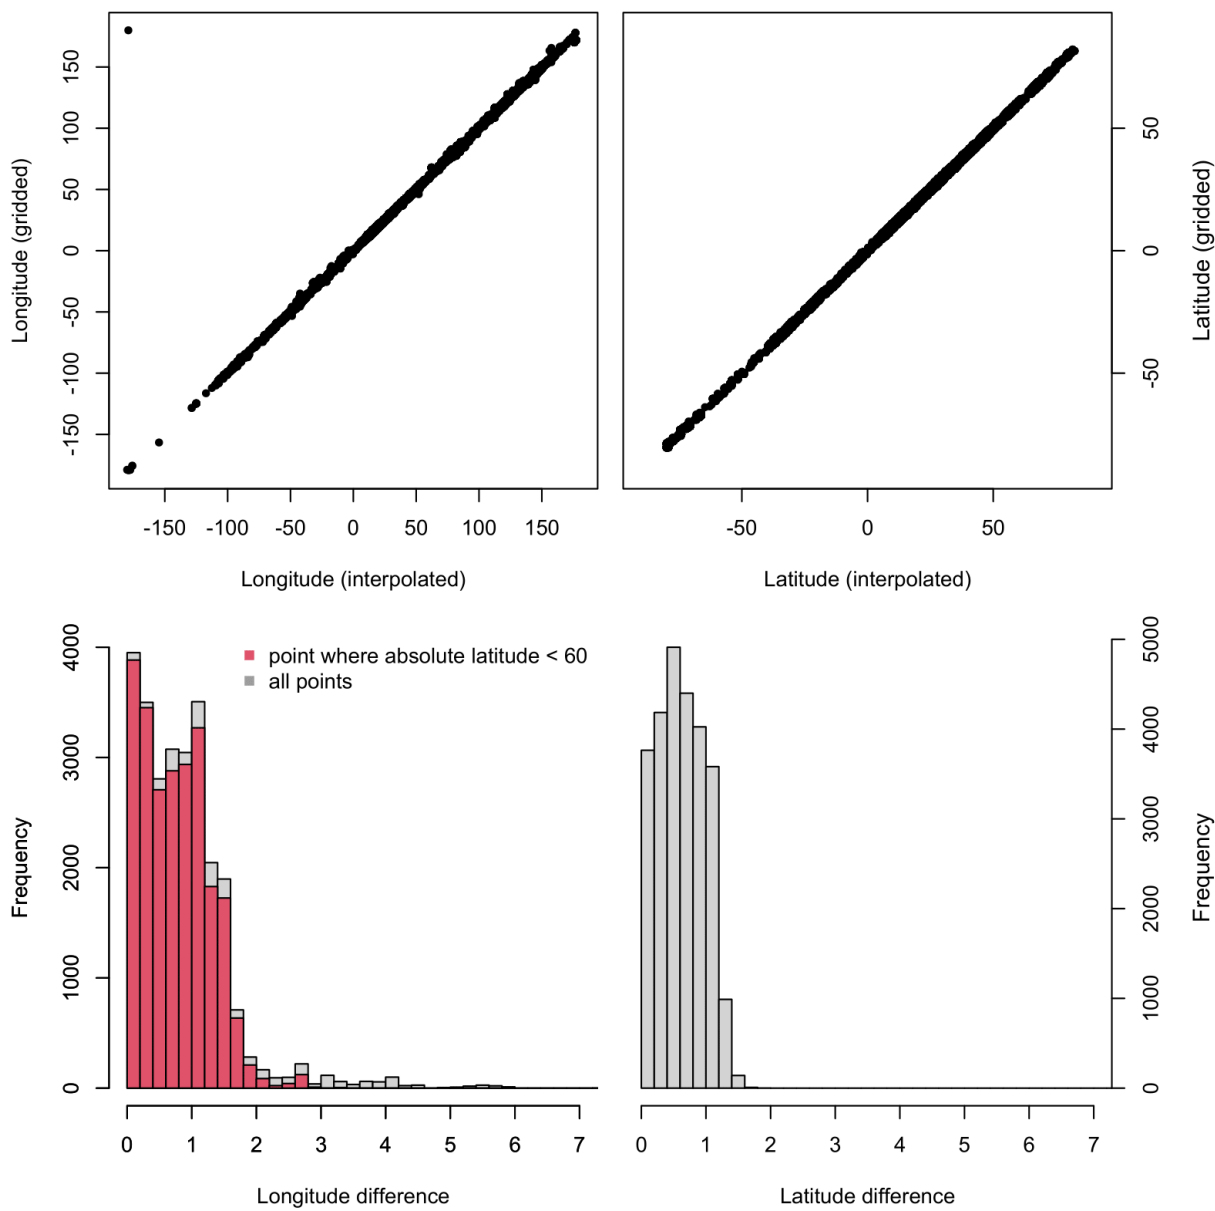 Longitude (gridded)
150
100
50
0
-50
-100
-150
-150 -100 -50 0 50 100 150
Longitude (interpolated)
50
0
-50
Latitude (gridded)
-50 0 50
Latitude (interpolated)
Frequency
4000
3000
2000
1000
0
point where absolute latitude < 60
all points
0 1 2 3 4 5 6 7
Longitude difference
5000
4000
3000
2000
1000
0
Frequency
0 1 2 3 4 5 6 7
Latitude difference